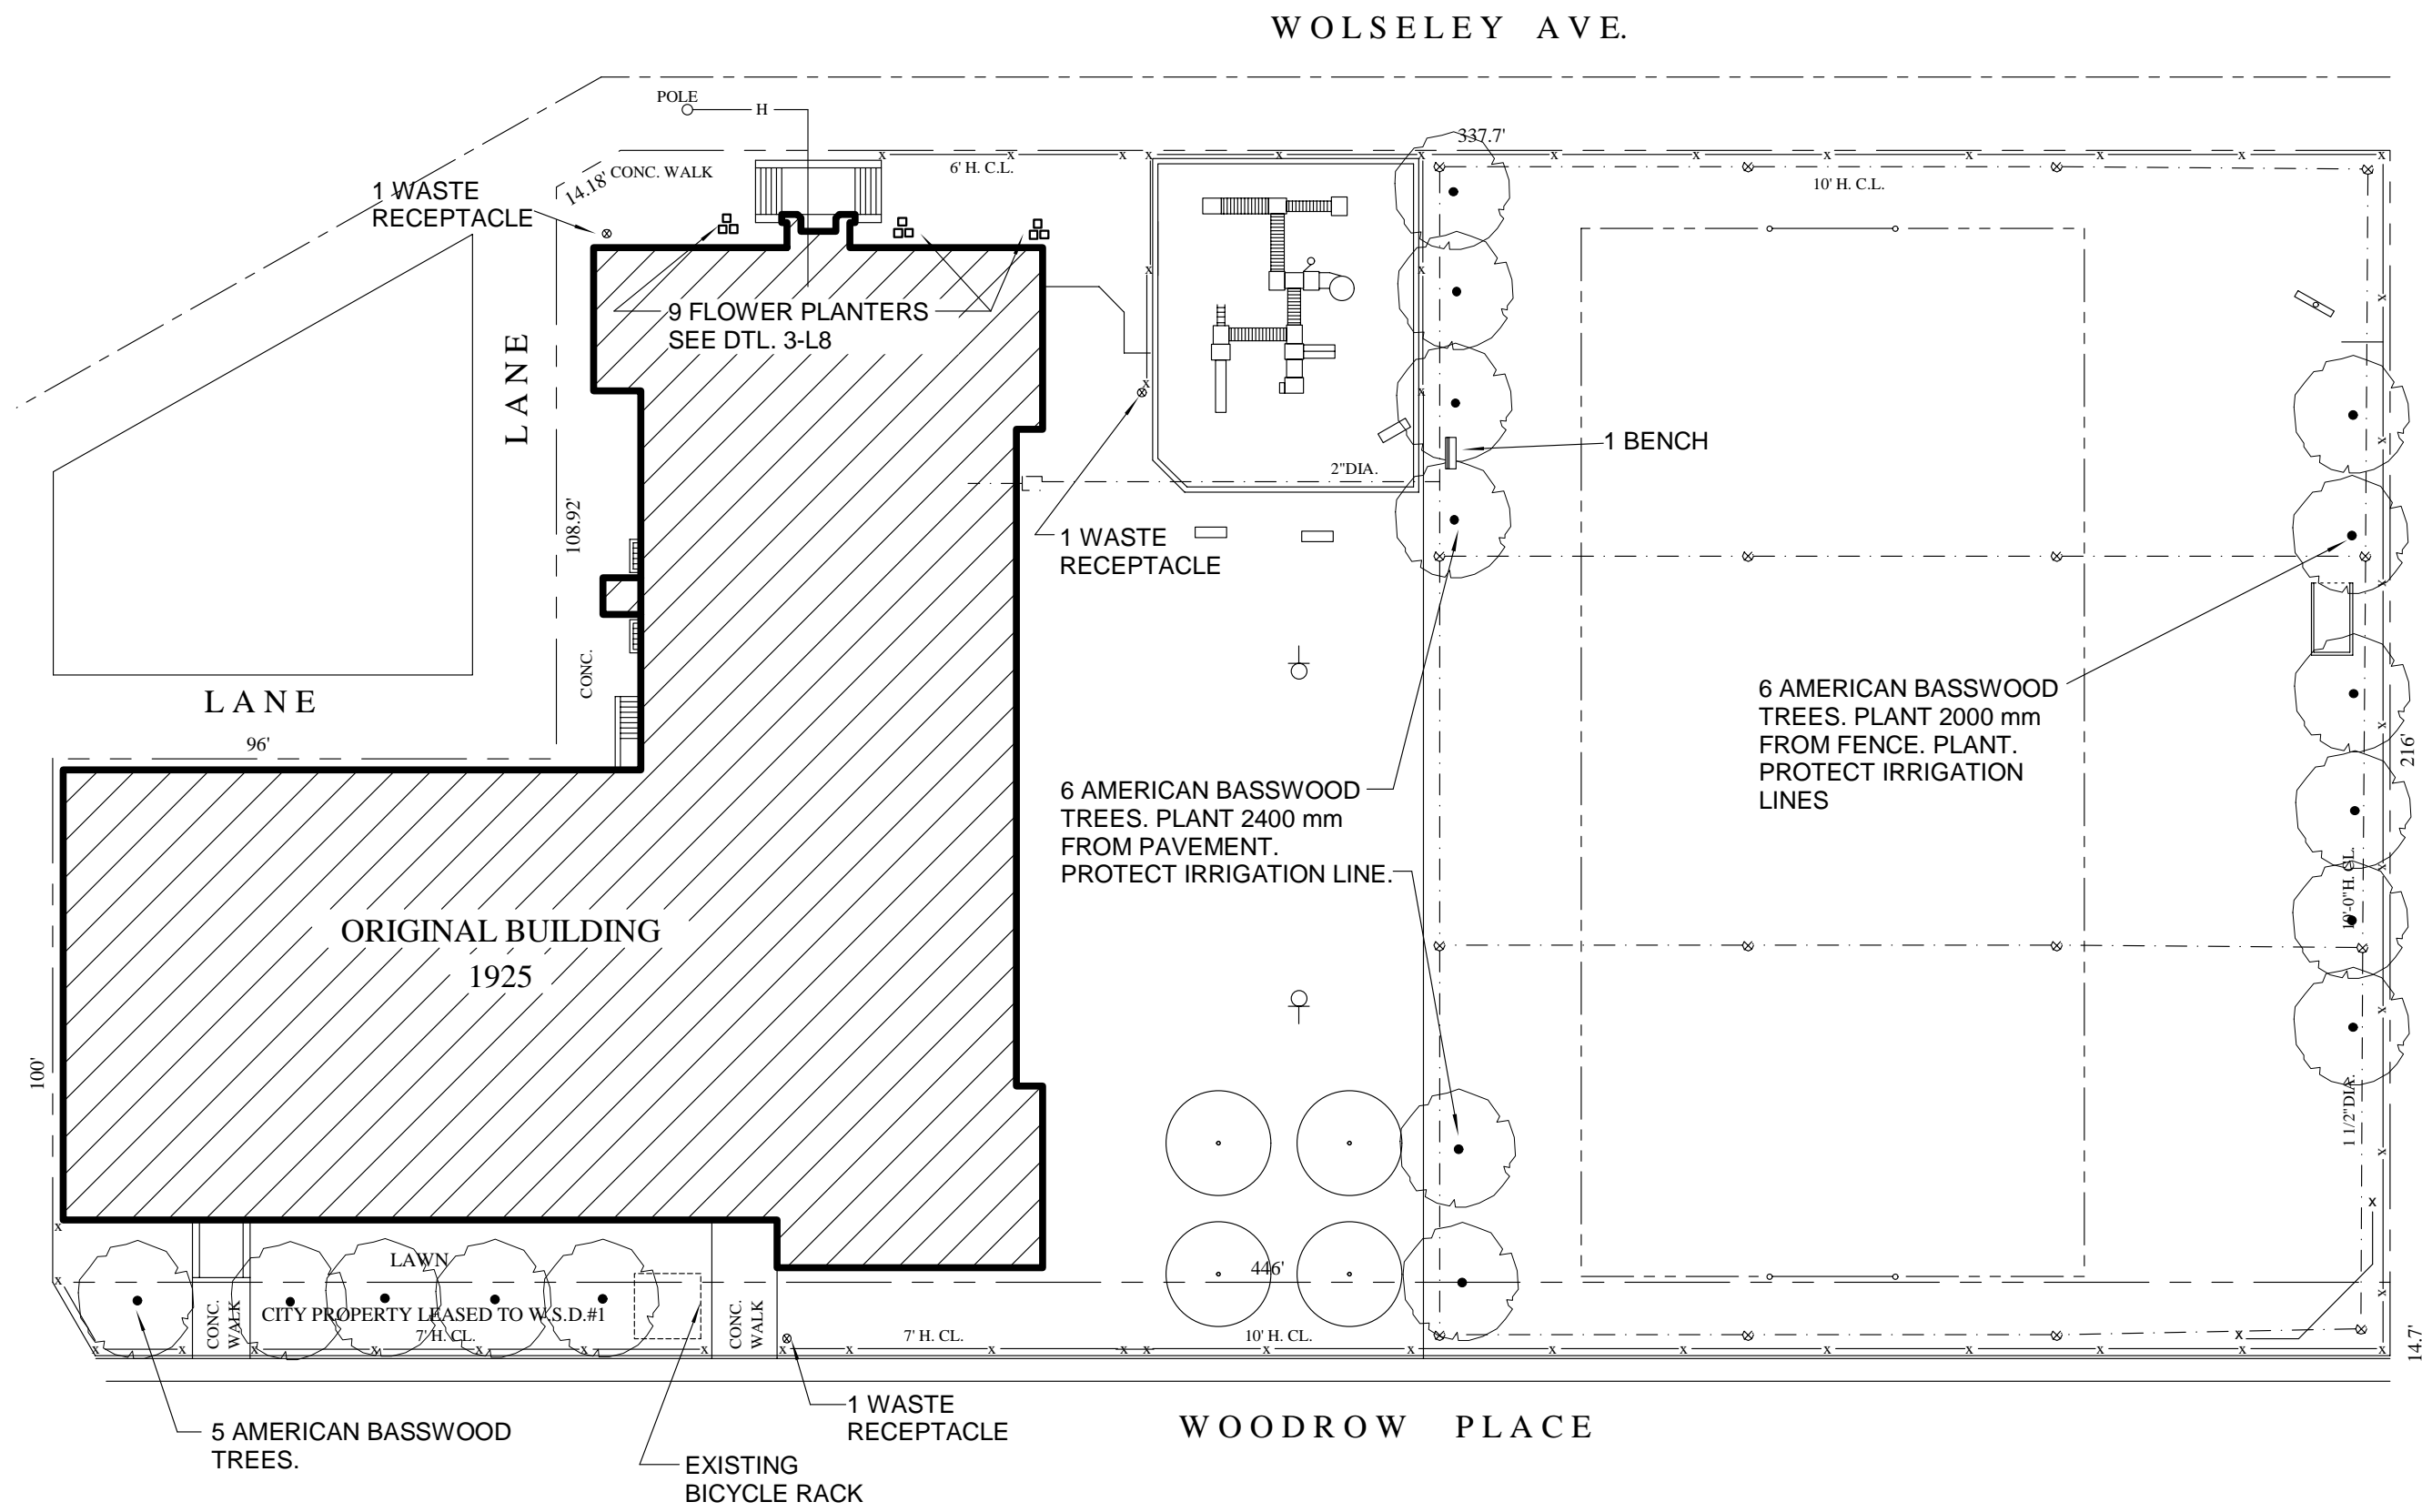 WOLSELEY AVE.
POLE
H
337.7'
CONC. WALK
14.18'
6' H. C.L.
10' H. C.L.
1 WASTE
RECEPTACLE
9 FLOWER PLANTERS
SEE DTL. 3-L8
LANE
1 BENCH
2"DIA.
108.92'
1 WASTE
RECEPTACLE
CONC.
LANE
96'
6 AMERICAN BASSWOOD
TREES. PLANT 2000 mm
FROM FENCE. PLANT.
PROTECT IRRIGATION
LINES
216'
6 AMERICAN BASSWOOD
TREES. PLANT 2400 mm
FROM PAVEMENT.
PROTECT IRRIGATION LINE.
10'-0"H. CL.
ORIGINAL BUILDING
1925
100'
1 1/2"DIA.
LAWN
446'
CITY PROPERTY LEASED TO W.S.D.#1
CONC.
WALK
7' H. CL.
CONC.
WALK
7' H. CL.
10' H. CL.
14.7'
1 WASTE
RECEPTACLE
WOODROW PLACE
5 AMERICAN BASSWOOD
TREES.
EXISTING
BICYCLE RACK